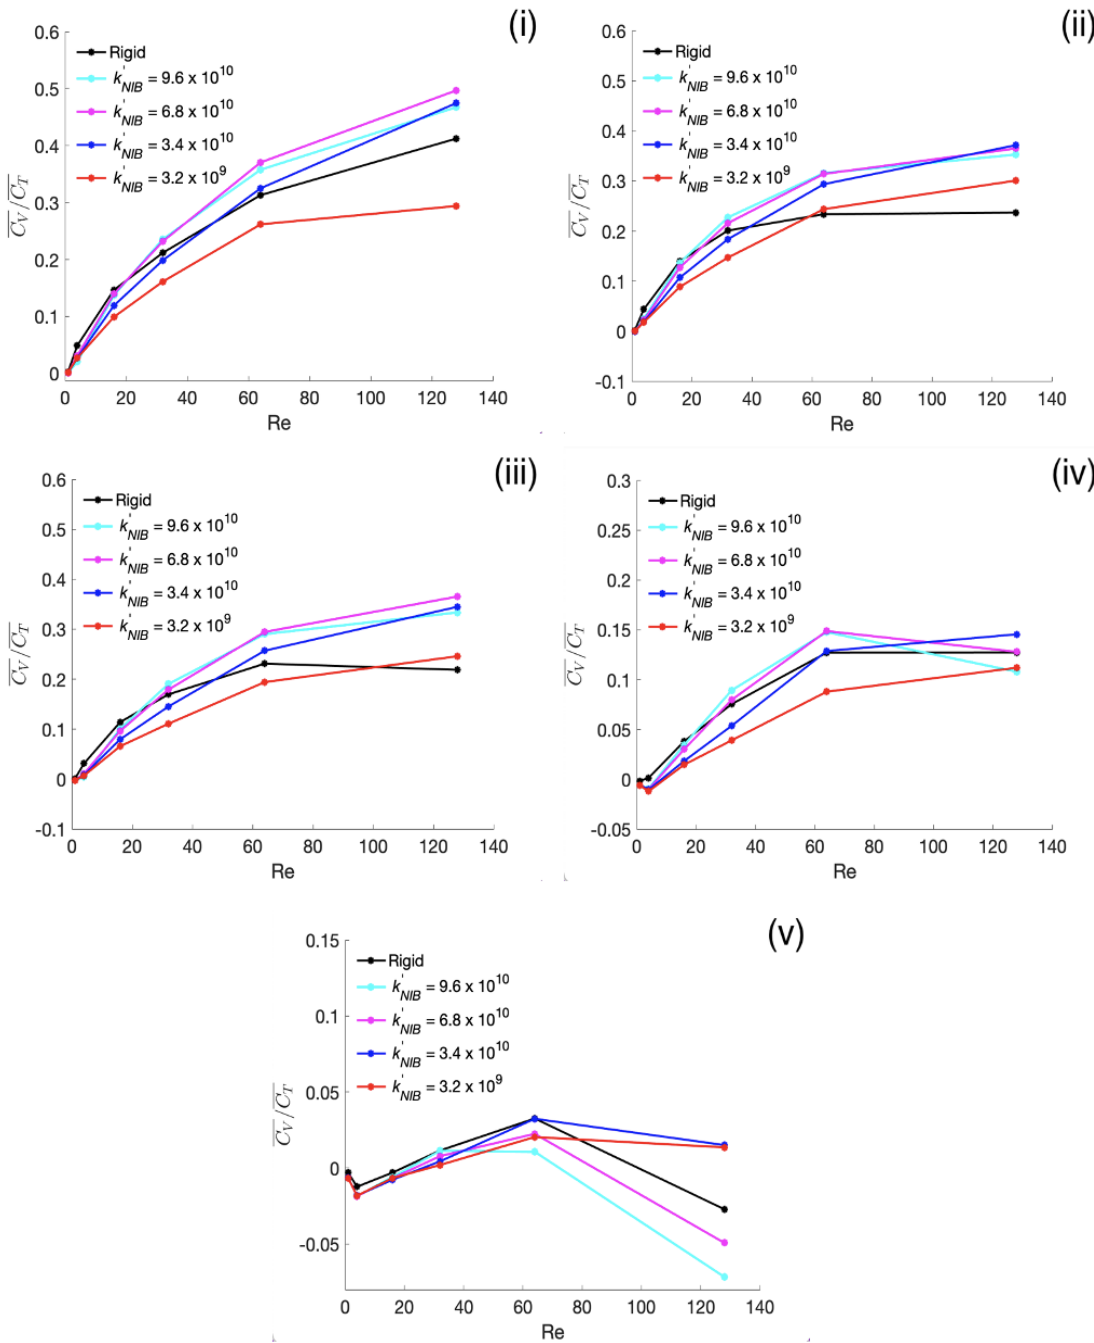 (i)
0.6
0.5
0.4
0.3
0.2
0.1
0
Rigid
k'NIB = 9.6 x 10^10
k'NIB = 6.8 x 10^10
k'NIB = 3.4 x 10^10
k'NIB = 3.2 x 10^9
C_V/C_T
0 20 40 60 80 100 120 140
Re
(ii)
0.6
0.5
0.4
0.3
0.2
0.1
0
-0.1
Rigid
k'NIB = 9.6 x 10^10
k'NIB = 6.8 x 10^10
k'NIB = 3.4 x 10^10
k'NIB = 3.2 x 10^9
C_V/C_T
0 20 40 60 80 100 120 140
Re
(iii)
0.6
0.5
0.4
0.3
0.2
0.1
0
-0.1
Rigid
k'NIB = 9.6 x 10^10
k'NIB = 6.8 x 10^10
k'NIB = 3.4 x 10^10
k'NIB = 3.2 x 10^9
C_V/C_T
0 20 40 60 80 100 120 140
Re
(iv)
0.3
0.25
0.2
0.15
0.1
0.05
0
-0.05
Rigid
k'NIB = 9.6 x 10^10
k'NIB = 6.8 x 10^10
k'NIB = 3.4 x 10^10
k'NIB = 3.2 x 10^9
C_V/C_T
0 20 40 60 80 100 120 140
Re
(v)
0.15
0.1
0.05
0
-0.05
Rigid
k'NIB = 9.6 x 10^10
k'NIB = 6.8 x 10^10
k'NIB = 3.4 x 10^10
k'NIB = 3.2 x 10^9
C_V/C_T
0 20 40 60 80 100 120 140
Re